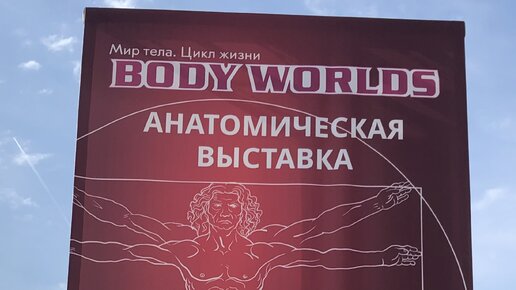 Мир тела. Цикл жизни
BODY WORLDS
АНАТОМИЧЕСКАЯ
ВЫСТАВКА